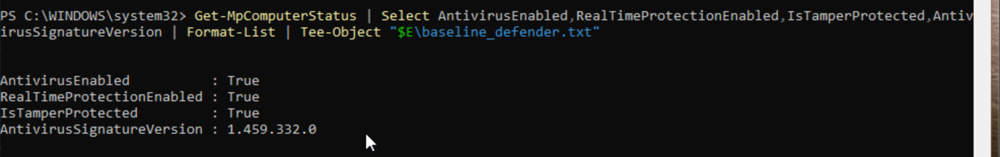 PS C:\WINDOWS\system32> Get-MpComputerStatus | Select AntivirusEnabled,RealTimeProtectionEnabled,IsTamperProtected,Antiv
irusSignatureVersion | Format-List | Tee-Object "$E\baseline_defender.txt"
AntivirusEnabled          : True
RealTimeProtectionEnabled : True
IsTamperProtected         : True
AntivirusSignatureVersion : 1.459.332.0